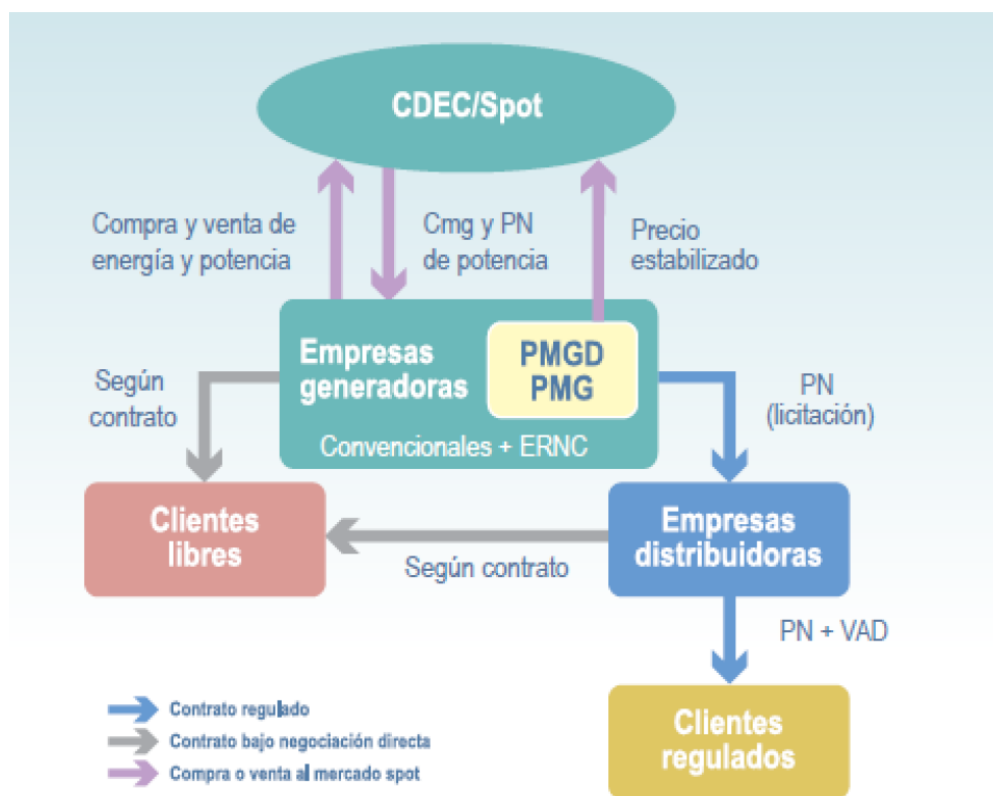 CDEC/Spot
Compra y venta de
energía y potencia
Cmg y PN
de potencia
Precio
estabilizado
Empresas
generadoras
PMGD
PMG
Convencionales + ERNC
Según
contrato
PN
(licitación)
Clientes
libres
Según contrato
Empresas
distribuidoras
PN + VAD
Clientes
regulados
Contrato regulado
Contrato bajo negociación directa
Compra o venta al mercado spot